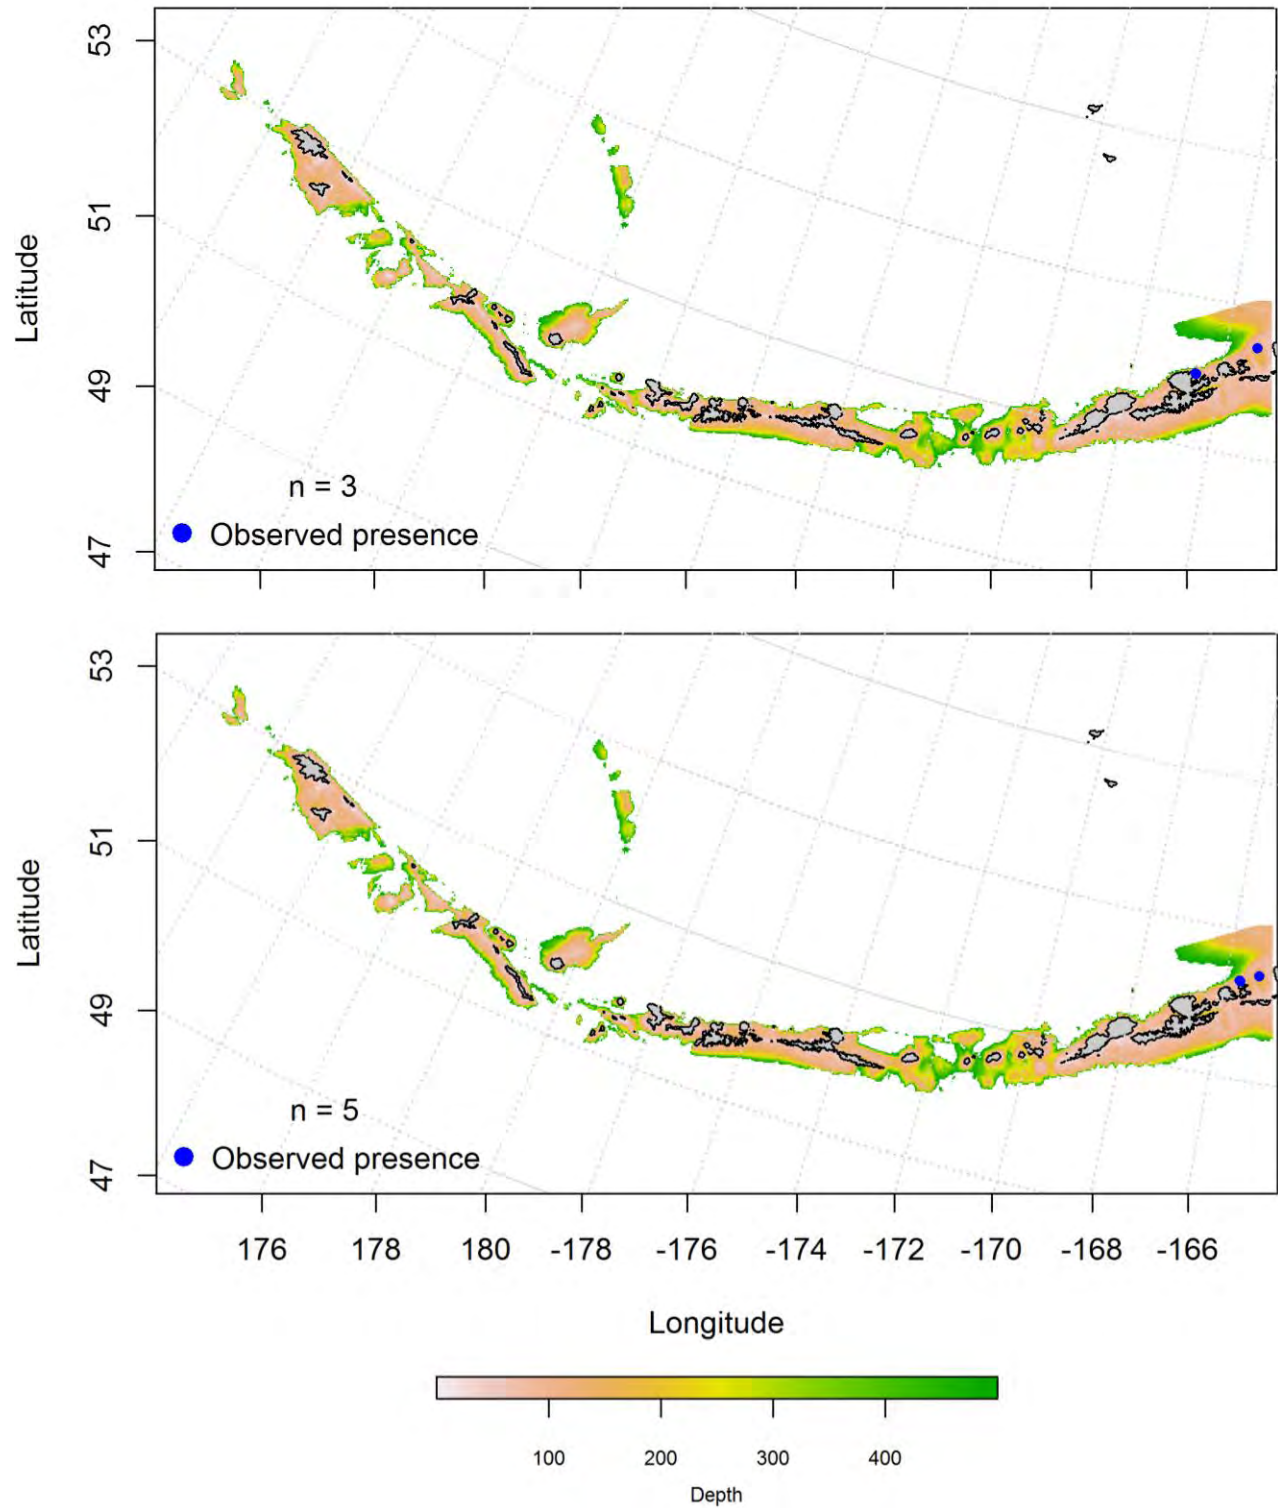 53
51
49
47
Latitude
n = 3
Observed presence
53
51
49
47
Latitude
n = 5
Observed presence
176 178 180 -178 -176 -174 -172 -170 -168 -166
Longitude
100 200 300 400
Depth